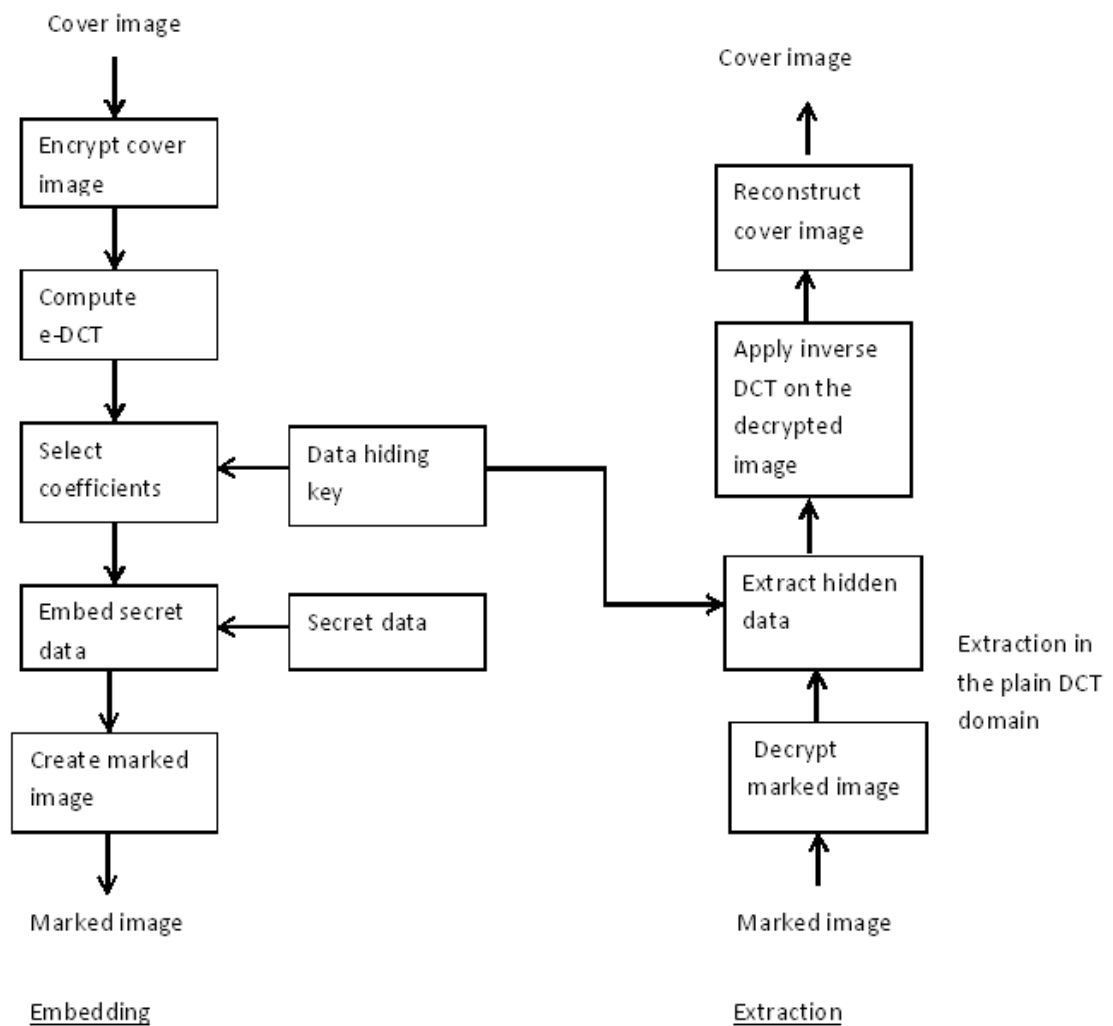 Cover image
Encrypt cover
image
Compute
e-DCT
Select
coefficients
Data hiding
key
Embed secret
data
Secret data
Create marked
image
Marked image
Embedding
Cover image
Reconstruct
cover image
Apply inverse
DCT on the
decrypted
image
Extract hidden
data
Extraction in
the plain DCT
domain
Decrypt
marked image
Marked image
Extraction